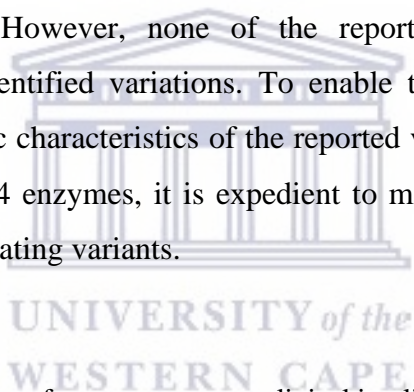 However, none of the report
entified variations. To enable t
c characteristics of the reported v
4 enzymes, it is expedient to m
ating variants.
UNIVERSITY of the
WESTERN CAPE